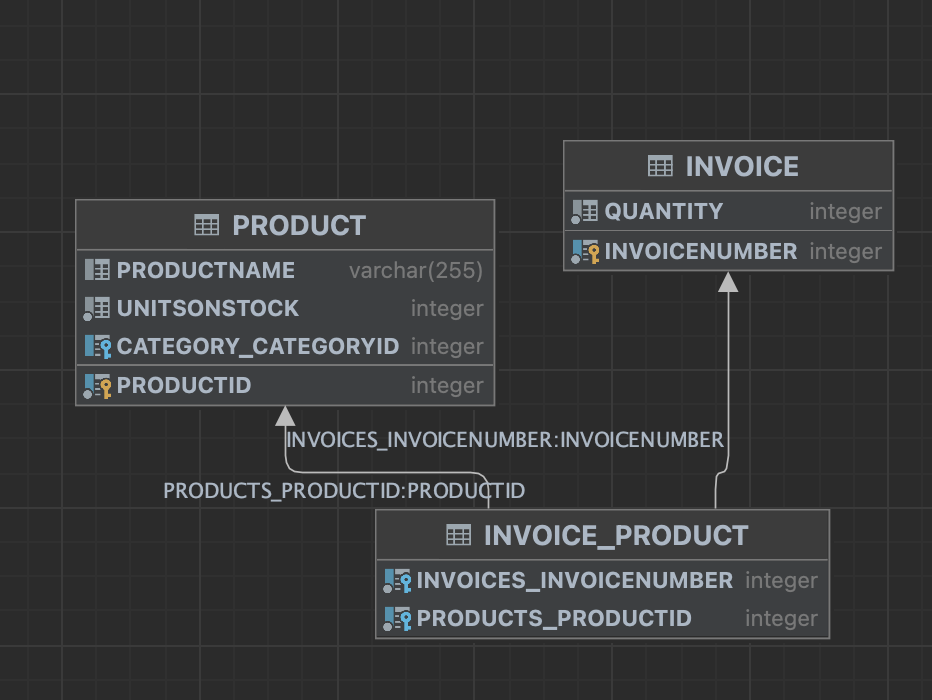 INVOICE
QUANTITY integer
INVOICENUMBER integer
PRODUCT
PRODUCTNAME varchar(255)
UNITSONSTOCK integer
CATEGORY_CATEGORYID integer
PRODUCTID integer
INVOICES_INVOICENUMBER:INVOICENUMBER
PRODUCTS_PRODUCTID:PRODUCTID
INVOICE_PRODUCT
INVOICES_INVOICENUMBER integer
PRODUCTS_PRODUCTID integer